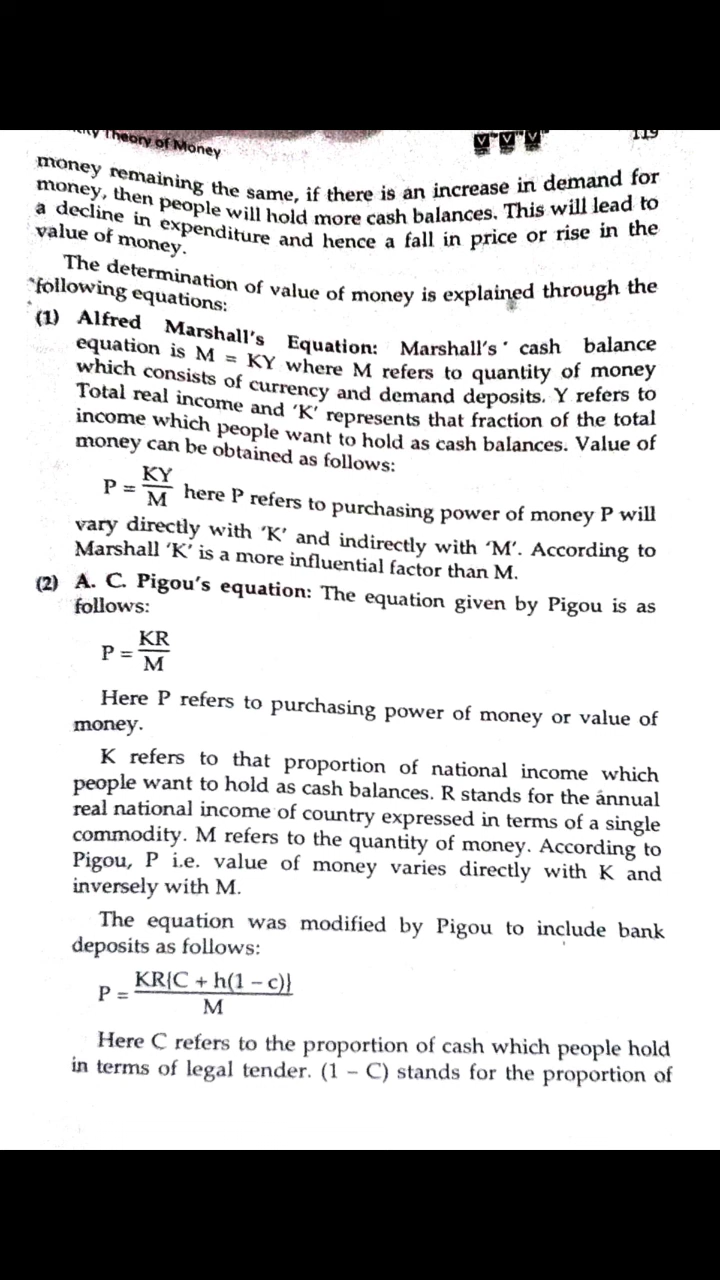 Theory of Money
119
money remaining the same, if there is an increase in demand for
money, then people will hold more cash balances. This will lead to
a decline in expenditure and hence a fall in price or rise in the
value of money.
The determination of value of money is explained through the
following equations:
(1) Alfred Marshall's Equation: Marshall's cash balance
equation is M = KY where M refers to quantity of money
which consists of currency and demand deposits. Y refers to
Total real income and 'K' represents that fraction of the total
income which people want to hold as cash balances. Value of
money can be obtained as follows:
P = KY/M here P refers to purchasing power of money P will
vary directly with 'K' and indirectly with 'M'. According to
Marshall 'K' is a more influential factor than M.
(2) A. C. Pigou's equation: The equation given by Pigou is as
follows:
P = KR/M
Here P refers to purchasing power of money or value of
money.
K refers to that proportion of national income which
people want to hold as cash balances. R stands for the annual
real national income of country expressed in terms of a single
commodity. M refers to the quantity of money. According to
Pigou, P i.e. value of money varies directly with K and
inversely with M.
The equation was modified by Pigou to include bank
deposits as follows:
P = KR{C + h(1 – c)}/M
Here C refers to the proportion of cash which people hold
in terms of legal tender. (1 – C) stands for the proportion of